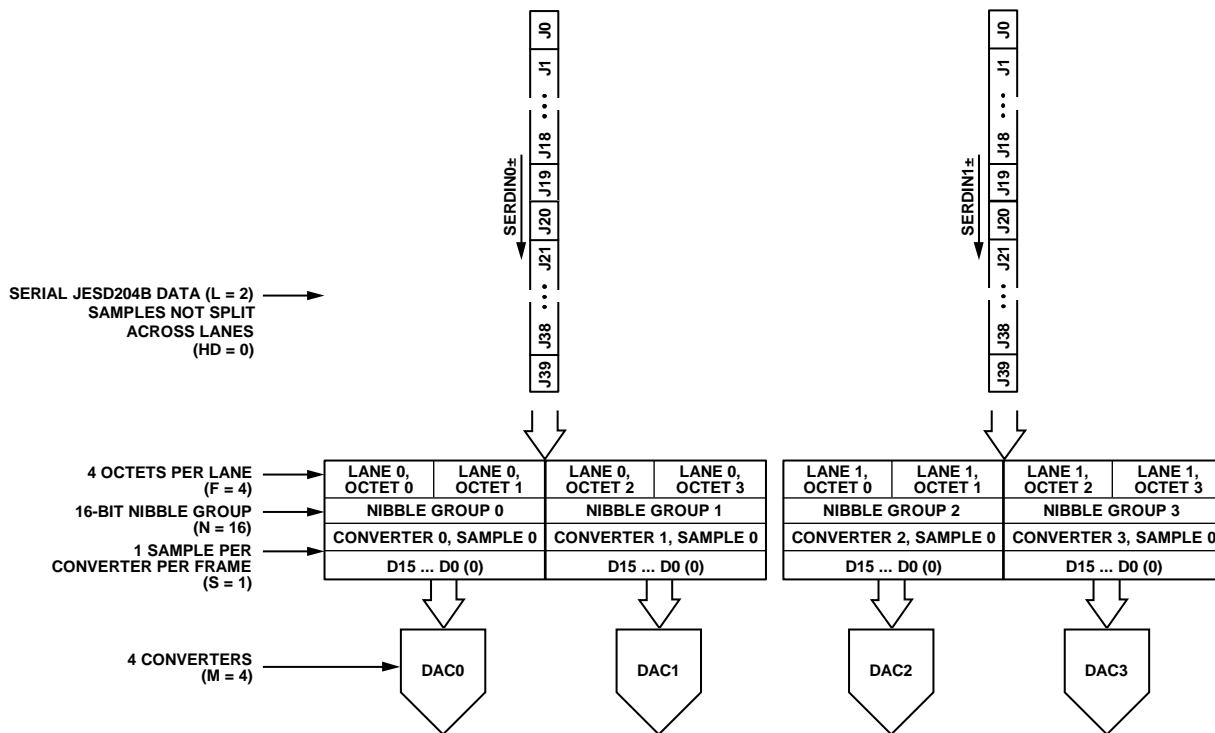 J0
J1
J18
SERDIN0±
J19
J20
J21
J38
J39
J0
J1
J18
SERDIN1±
J19
J20
J21
J38
J39
SERIAL JESD204B DATA (L = 2)
SAMPLES NOT SPLIT
ACROSS LANES
(HD = 0)
4 OCTETS PER LANE
(F = 4)
LANE 0,
OCTET 0
LANE 0,
OCTET 1
LANE 0,
OCTET 2
LANE 0,
OCTET 3
LANE 1,
OCTET 0
LANE 1,
OCTET 1
LANE 1,
OCTET 2
LANE 1,
OCTET 3
16-BIT NIBBLE GROUP
(N = 16)
NIBBLE GROUP 0
NIBBLE GROUP 1
NIBBLE GROUP 2
NIBBLE GROUP 3
1 SAMPLE PER
CONVERTER PER FRAME
(S = 1)
CONVERTER 0, SAMPLE 0
CONVERTER 1, SAMPLE 0
CONVERTER 2, SAMPLE 0
CONVERTER 3, SAMPLE 0
D15 ... D0 (0)
D15 ... D0 (0)
D15 ... D0 (0)
D15 ... D0 (0)
4 CONVERTERS
(M = 4)
DAC0
DAC1
DAC2
DAC3